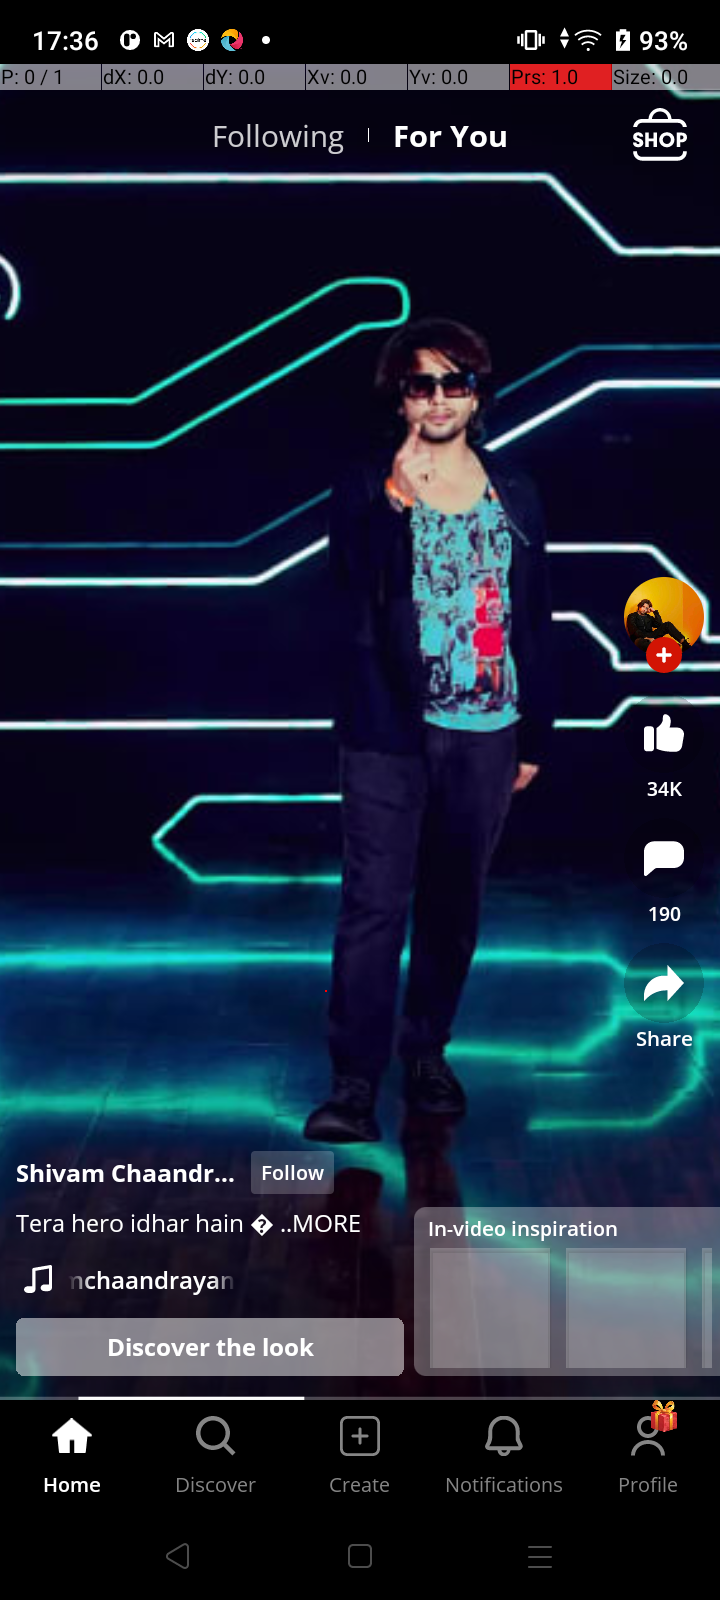 17:36
93%
P: 0 / 1
dX: 0.0
dY: 0.0
Xv: 0.0
Yv: 0.0
Prs: 1.0
Size: 0.0
Following
For You
SHOP
34K
190
Share
Shivam Chaandr...
Follow
Tera hero idhar hain � ..MORE
In-video inspiration
nchaandrayan
Discover the look
Home
Discover
Create
Notifications
Profile